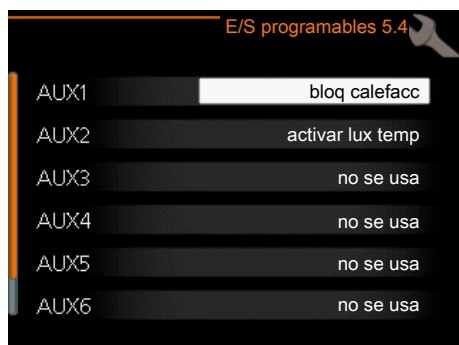 E/S programables 5.4
AUX1 bloq calefacc
AUX2 activar lux temp
AUX3 no se usa
AUX4 no se usa
AUX5 no se usa
AUX6 no se usa